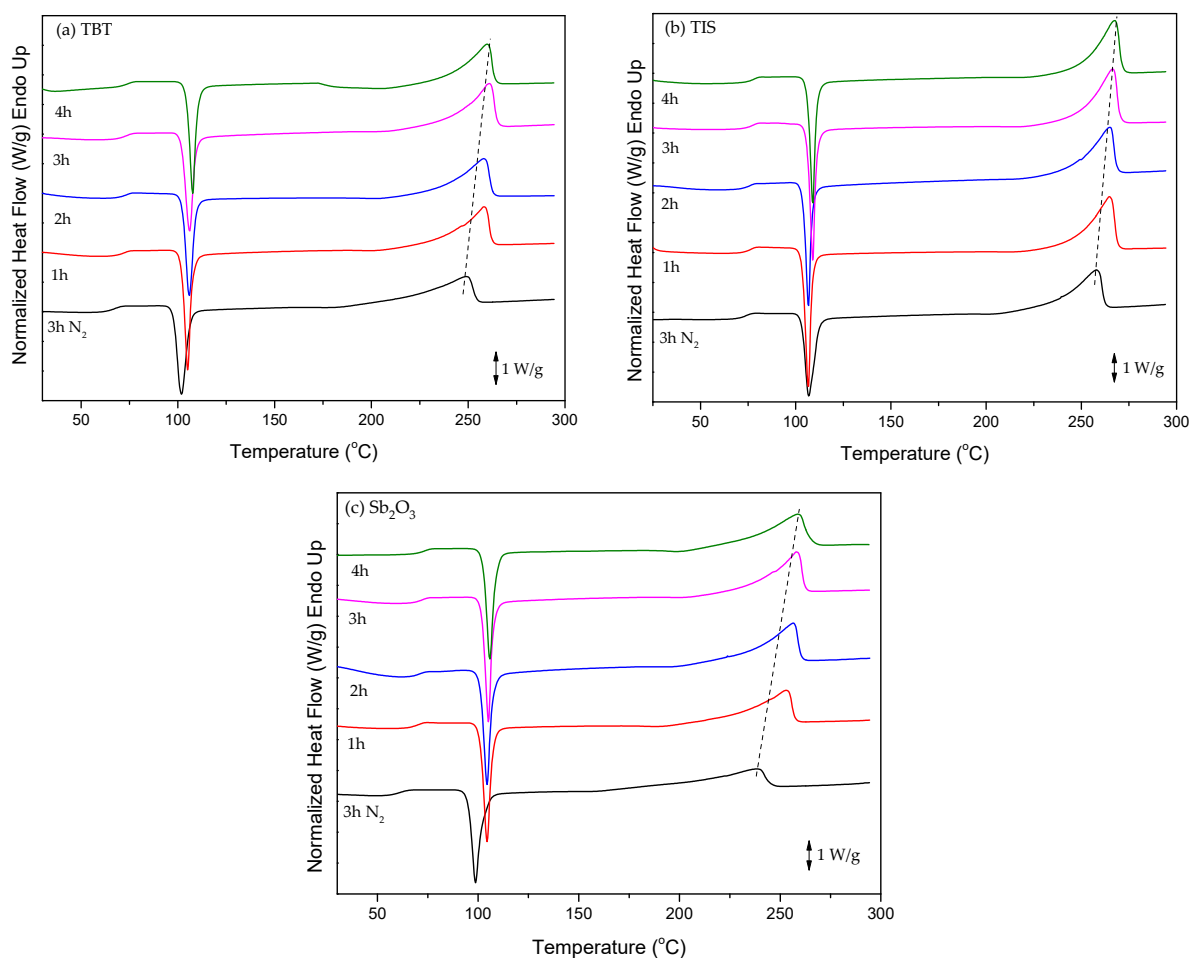 (a) TBT
Normalized Heat Flow (W/g) Endo Up
4h
3h
2h
1h
3h N₂
1 W/g
50 100 150 200 250 300
Temperature (°C)
(b) TIS
Normalized Heat Flow (W/g) Endo Up
4h
3h
2h
1h
3h N₂
1 W/g
50 100 150 200 250 300
Temperature (°C)
(c) Sb₂O₃
Normalized Heat Flow (W/g) Endo Up
4h
3h
2h
1h
3h N₂
1 W/g
50 100 150 200 250 300
Temperature (°C)